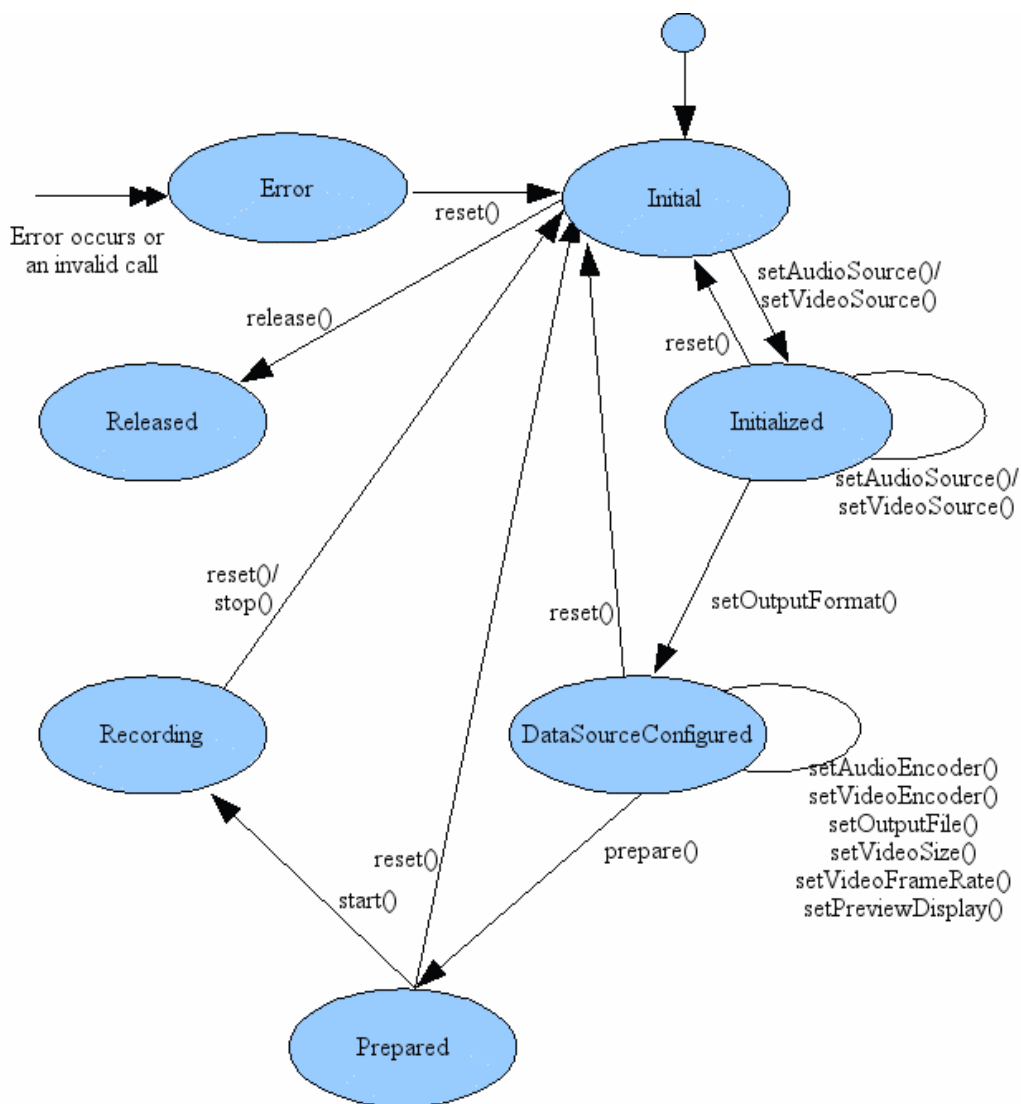 Error
Initial
reset()
Error occurs or
an invalid call
setAudioSource()/
setVideoSource()
release()
reset()
Released
Initialized
setAudioSource()/
setVideoSource()
reset()/
stop()
setOutputFormat()
reset()
Recording
DataSourceConfigured
setAudioEncoder()
setVideoEncoder()
setOutputFile()
setVideoSize()
setVideoFrameRate()
setPreviewDisplay()
reset()
prepare()
start()
Prepared